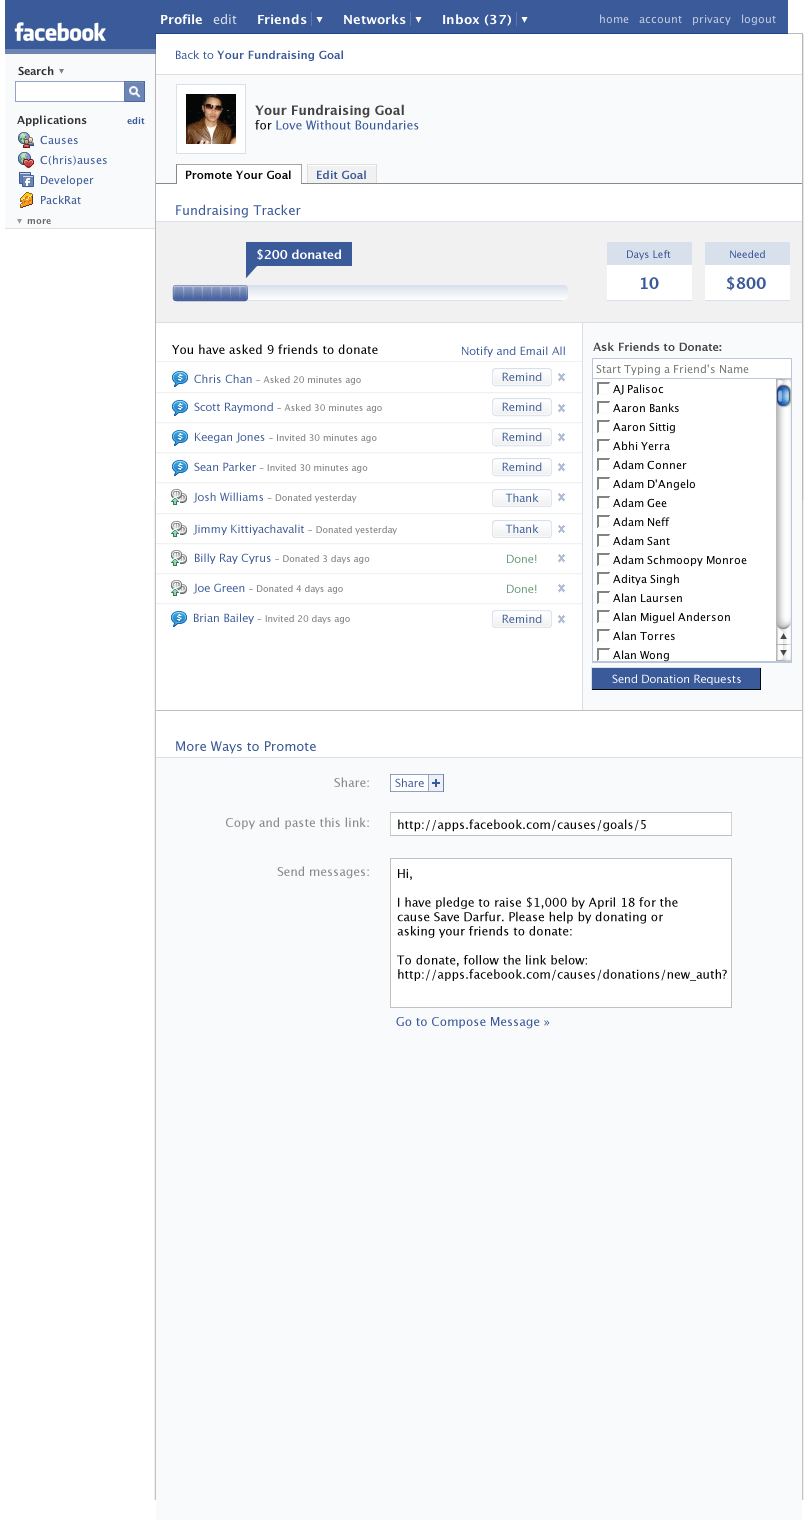 facebook
Profile edit Friends ▼ Networks ▼ Inbox (37) ▼ home account privacy logout
Search ▼
Applications edit
Causes
C(hris)auses
Developer
PackRat
▼ more
Back to Your Fundraising Goal
Your Fundraising Goal
for Love Without Boundaries
Promote Your Goal Edit Goal
Fundraising Tracker
$200 donated
Days Left Needed
10 $800
You have asked 9 friends to donate Notify and Email All
Chris Chan – Asked 20 minutes ago Remind x
Scott Raymond – Asked 30 minutes ago Remind x
Keegan Jones – Invited 30 minutes ago Remind x
Sean Parker – Invited 30 minutes ago Remind x
Josh Williams – Donated yesterday Thank x
Jimmy Kittiyachavalit – Donated yesterday Thank x
Billy Ray Cyrus – Donated 3 days ago Done! x
Joe Green – Donated 4 days ago Done! x
Brian Bailey – Invited 20 days ago Remind x
Ask Friends to Donate:
Start Typing a Friend's Name
AJ Palisoc
Aaron Banks
Aaron Sittig
Abhi Yerra
Adam Conner
Adam D'Angelo
Adam Gee
Adam Neff
Adam Sant
Adam Schmoopy Monroe
Aditya Singh
Alan Laursen
Alan Miguel Anderson
Alan Torres
Alan Wong
Send Donation Requests
More Ways to Promote
Share: Share +
Copy and paste this link: http://apps.facebook.com/causes/goals/5
Send messages:
Hi,
I have pledge to raise $1,000 by April 18 for the
cause Save Darfur. Please help by donating or
asking your friends to donate:
To donate, follow the link below:
http://apps.facebook.com/causes/donations/new_auth?
Go to Compose Message »